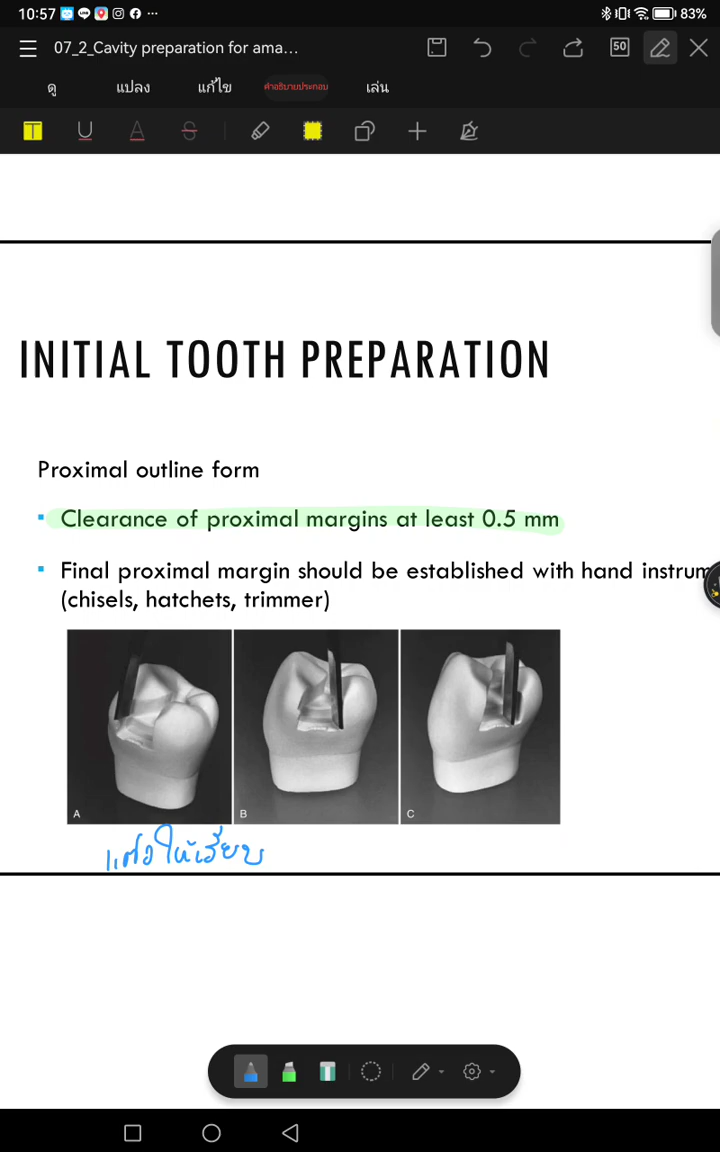 10:57
83%
07_2_Cavity preparation for ama...
50
ดู แปลง แก้ไข คำอธิบายประกอบ เล่น
T U A S
INITIAL TOOTH PREPARATION
Proximal outline form
Clearance of proximal margins at least 0.5 mm
Final proximal margin should be established with hand instrum
(chisels, hatchets, trimmer)
A B C
แต่งให้เรียบ